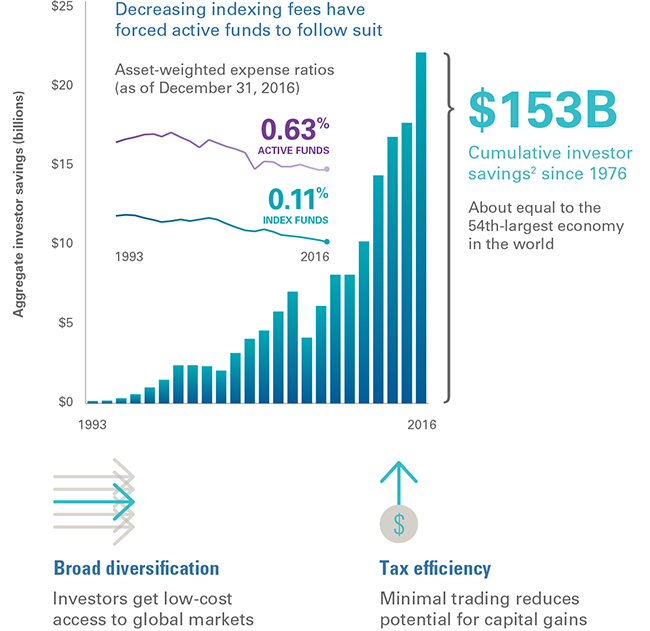 Decreasing indexing fees have
forced active funds to follow suit
Asset-weighted expense ratios
(as of December 31, 2016)
0.63%
ACTIVE FUNDS
0.11%
INDEX FUNDS
1993
2016
Aggregate investor savings (billions)
$25
$20
$15
$10
$5
$0
1993
2016
$153B
Cumulative investor
savings² since 1976
About equal to the
54th-largest economy
in the world
$
Broad diversification
Investors get low-cost
access to global markets
Tax efficiency
Minimal trading reduces
potential for capital gains